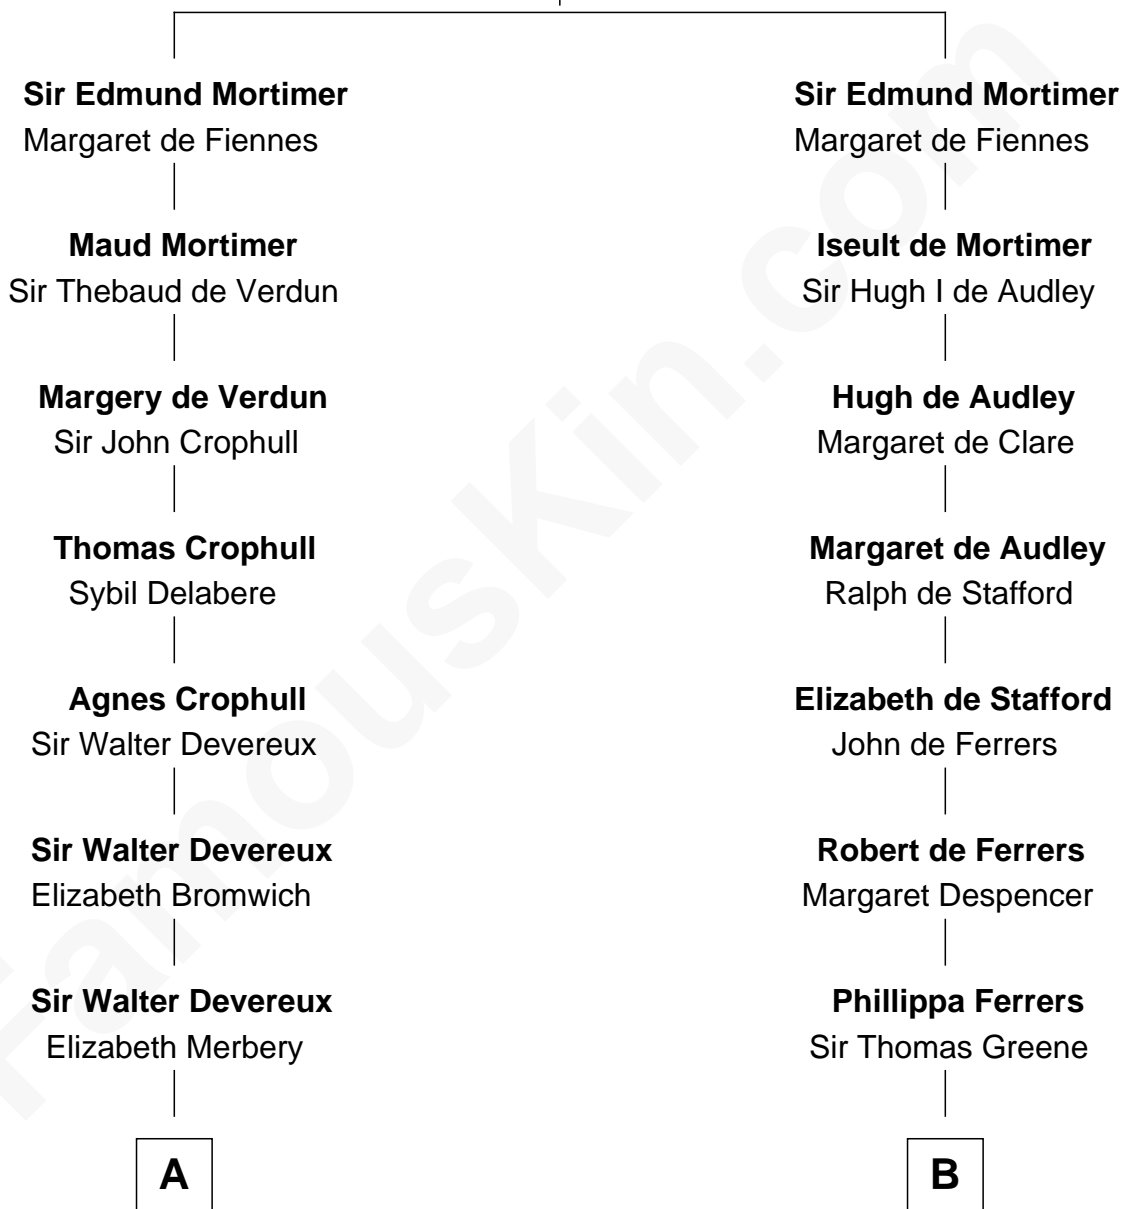 Sir Edmund Mortimer
Margaret de Fiennes
Maud Mortimer
Sir Thebaud de Verdun
Margery de Verdun
Sir John Crophull
Thomas Crophull
Sybil Delabere
Agnes Crophull
Sir Walter Devereux
Sir Walter Devereux
Elizabeth Bromwich
Sir Walter Devereux
Elizabeth Merbery
A
Sir Edmund Mortimer
Margaret de Fiennes
Iseult de Mortimer
Sir Hugh I de Audley
Hugh de Audley
Margaret de Clare
Margaret de Audley
Ralph de Stafford
Elizabeth de Stafford
John de Ferrers
Robert de Ferrers
Margaret Despencer
Phillippa Ferrers
Sir Thomas Greene
B
FamousKin.com